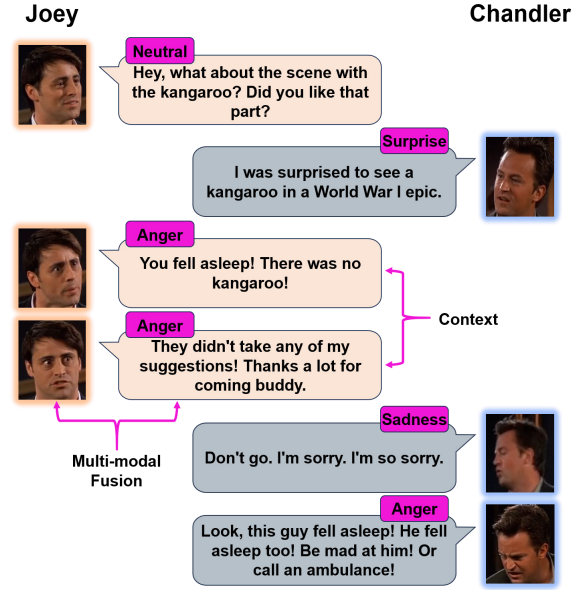 Joey
Chandler
Neutral
Hey, what about the scene with
the kangaroo? Did you like that
part?
Surprise
I was surprised to see a
kangaroo in a World War I epic.
Anger
You fell asleep! There was no
kangaroo!
Context
Anger
They didn't take any of my
suggestions! Thanks a lot for
coming buddy.
Multi-modal
Fusion
Sadness
Don't go. I'm sorry. I'm so sorry.
Anger
Look, this guy fell asleep! He fell
asleep too! Be mad at him! Or
call an ambulance!